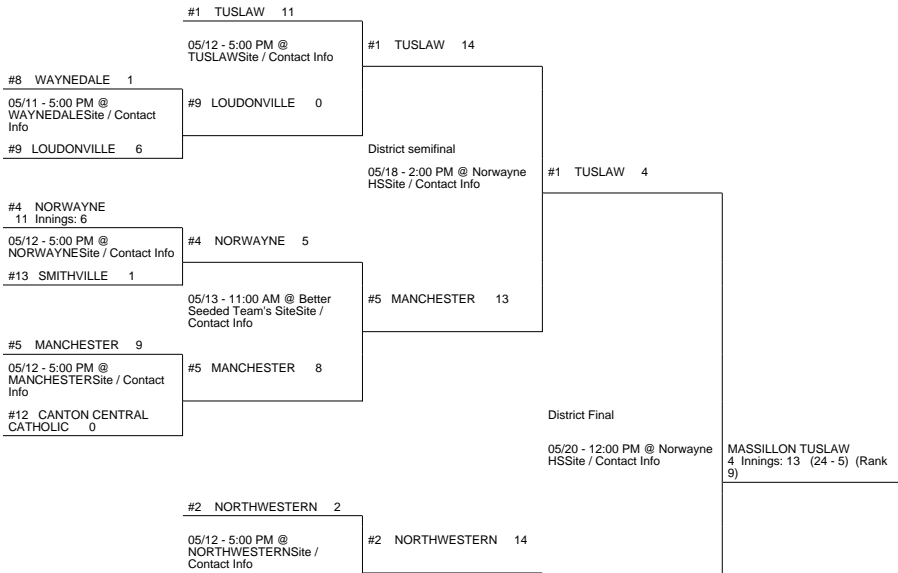 #1 TUSLAW 11
05/12 - 5:00 PM @
TUSLAWSite / Contact Info
#1 TUSLAW 14
#8 WAYNEDALE 1
05/11 - 5:00 PM @
WAYNEDALESite / Contact
Info
#9 LOUDONVILLE 0
#9 LOUDONVILLE 6
District semifinal
05/18 - 2:00 PM @ Norwayne
HSSite / Contact Info
#1 TUSLAW 4
#4 NORWAYNE
11 Innings: 6
05/12 - 5:00 PM @
NORWAYNESite / Contact Info
#4 NORWAYNE 5
#13 SMITHVILLE 1
05/13 - 11:00 AM @ Better
Seeded Team's SiteSite /
Contact Info
#5 MANCHESTER 13
#5 MANCHESTER 9
05/12 - 5:00 PM @
MANCHESTERSite / Contact
Info
#5 MANCHESTER 8
#12 CANTON CENTRAL
CATHOLIC 0
District Final
05/20 - 12:00 PM @ Norwayne
HSSite / Contact Info
MASSILLON TUSLAW
4 Innings: 13 (24 - 5) (Rank
9)
#2 NORTHWESTERN 2
05/12 - 5:00 PM @
NORTHWESTERNSite /
Contact Info
#2 NORTHWESTERN 14